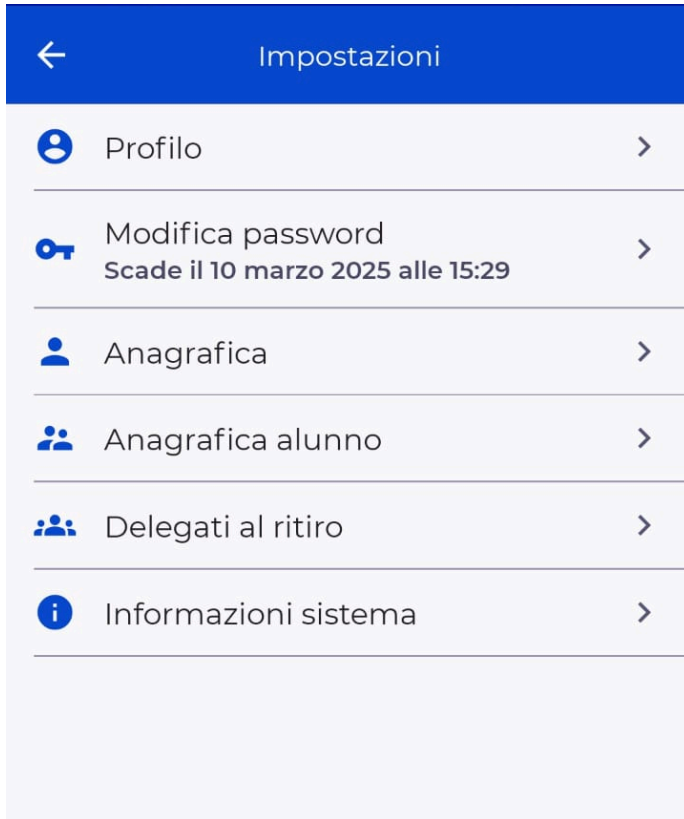 Impostazioni
Profilo
Modifica password
Scade il 10 marzo 2025 alle 15:29
Anagrafica
Anagrafica alunno
Delegati al ritiro
Informazioni sistema